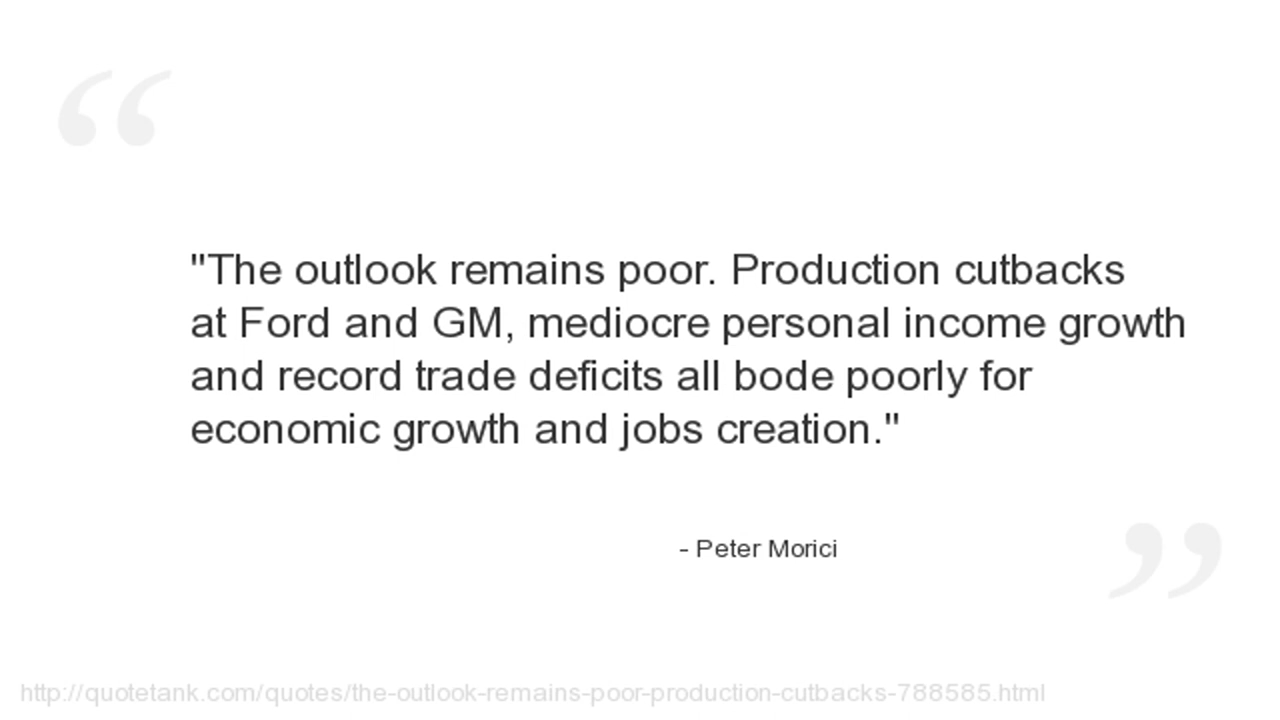 "The outlook remains poor. Production cutbacks
at Ford and GM, mediocre personal income growth
and record trade deficits all bode poorly for
economic growth and jobs creation."
- Peter Morici
http://quotetank.com/quotes/the-outlook-remains-poor-production-cutbacks-788585.html